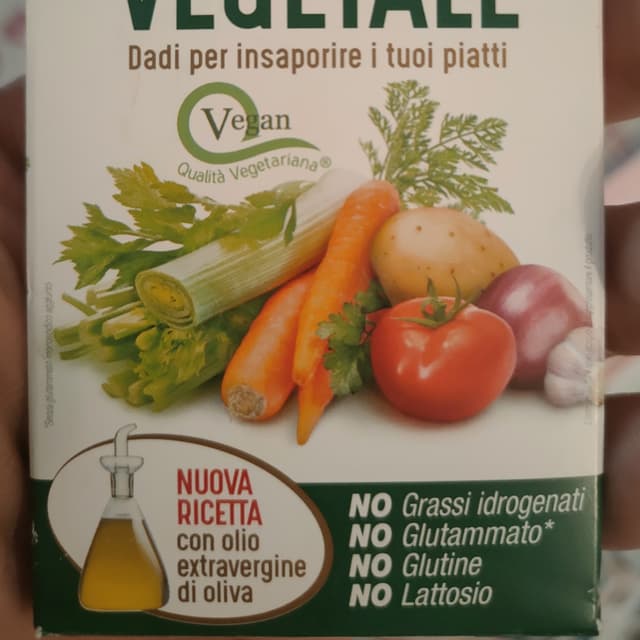 VEGETALE
Dadi per insaporire i tuoi piatti
Vegan
Qualità Vegetariana®
NUOVA
RICETTA
con olio
extravergine
di oliva
NO Grassi idrogenati
NO Glutammato*
NO Glutine
NO Lattosio